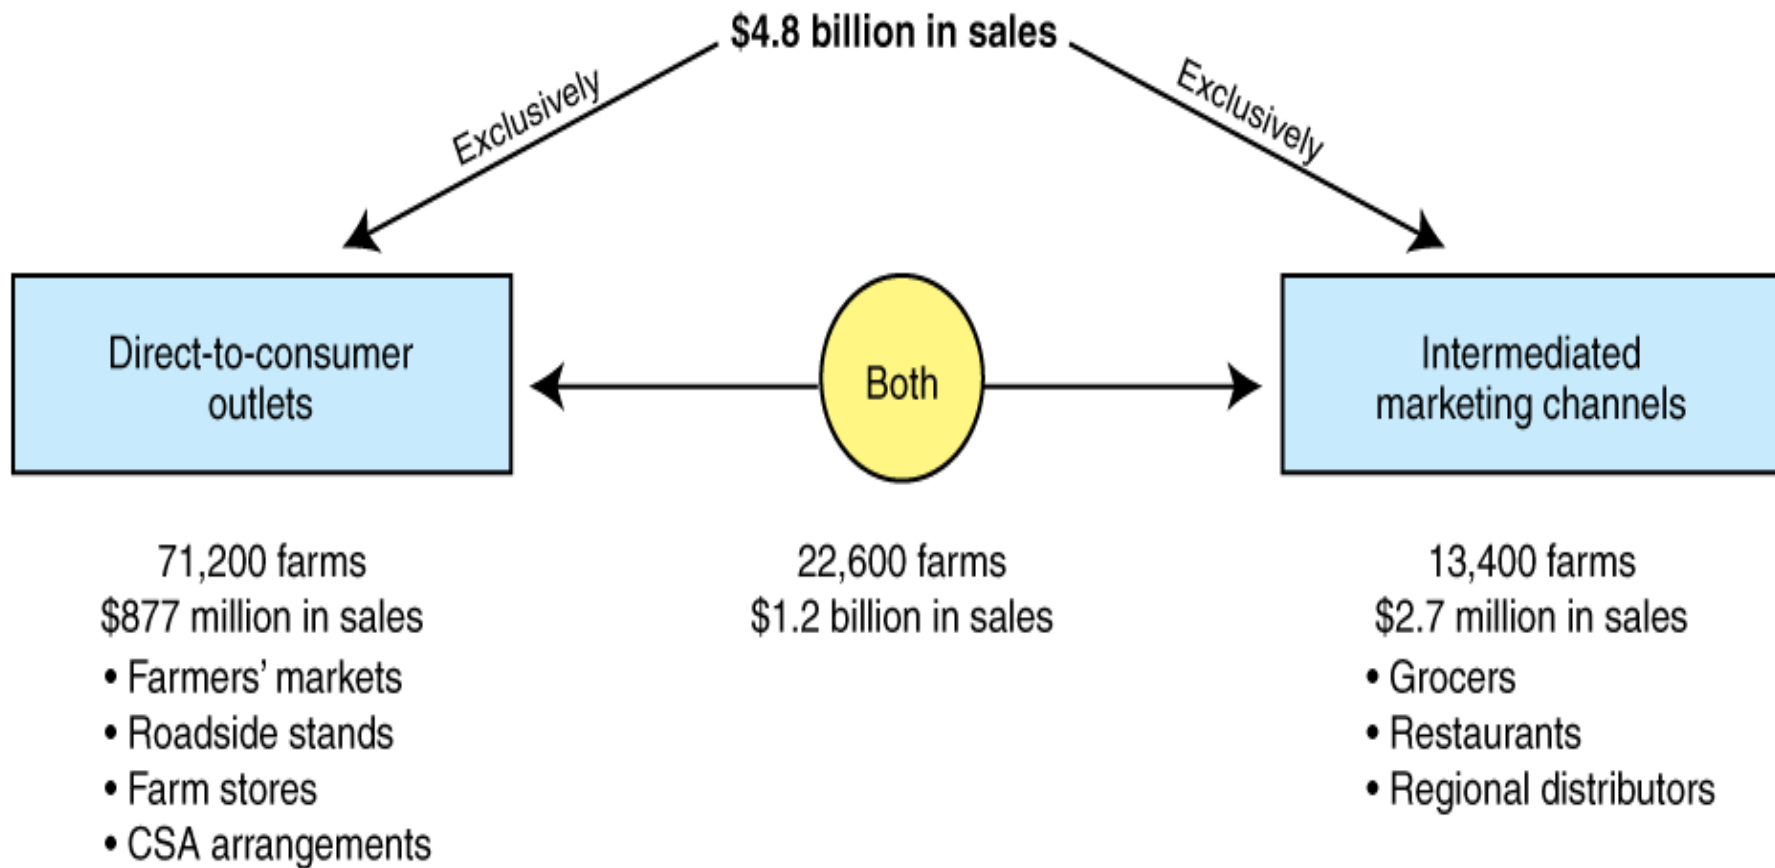 $4.8 billion in sales
Exclusively
Exclusively
Direct-to-consumer
outlets
Both
Intermediated
marketing channels
71,200 farms
$877 million in sales
• Farmers’ markets
• Roadside stands
• Farm stores
• CSA arrangements
22,600 farms
$1.2 billion in sales
13,400 farms
$2.7 million in sales
• Grocers
• Restaurants
• Regional distributors